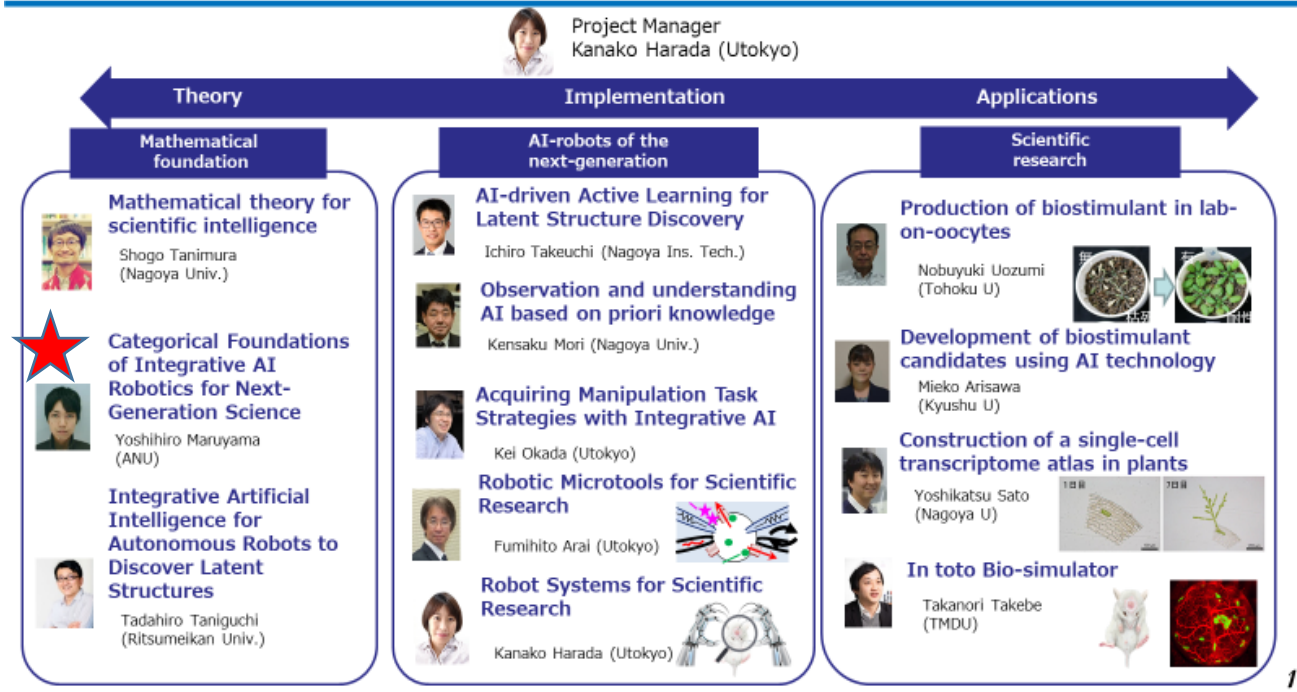 Project Manager
Kanako Harada (Utokyo)
Theory
Implementation
Applications
Mathematical
foundation
Mathematical theory for
scientific intelligence
Shogo Tanimura
(Nagoya Univ.)
Categorical Foundations
of Integrative AI
Robotics for Next-
Generation Science
Yoshihiro Maruyama
(ANU)
Integrative Artificial
Intelligence for
Autonomous Robots to
Discover Latent
Structures
Tadahiro Taniguchi
(Ritsumeikan Univ.)
AI-robots of the
next-generation
AI-driven Active Learning for
Latent Structure Discovery
Ichiro Takeuchi (Nagoya Ins. Tech.)
Observation and understanding
AI based on priori knowledge
Kensaku Mori (Nagoya Univ.)
Acquiring Manipulation Task
Strategies with Integrative AI
Kei Okada (Utokyo)
Robotic Microtools for Scientific
Research
Fumihito Arai (Utokyo)
Robot Systems for Scientific
Research
Kanako Harada (Utokyo)
Scientific
research
Production of biostimulant in lab-
on-oocytes
Nobuyuki Uozumi
(Tohoku U)
Development of biostimulant
candidates using AI technology
Mieko Arisawa
(Kyushu U)
Construction of a single-cell
transcriptome atlas in plants
Yoshikatsu Sato
(Nagoya U)
1日目
7日目
In toto Bio-simulator
Takanori Takebe
(TMDU)
1